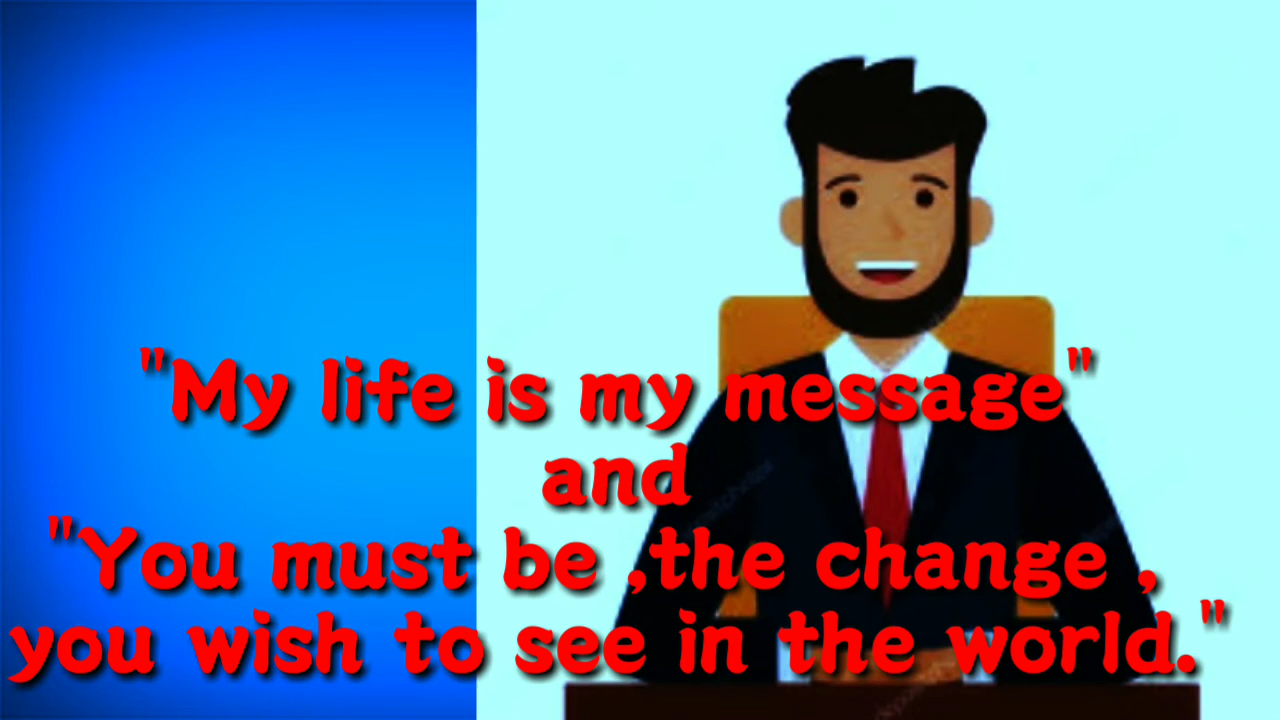 "My life is my message"
and
"You must be ,the change ,
you wish to see in the world."